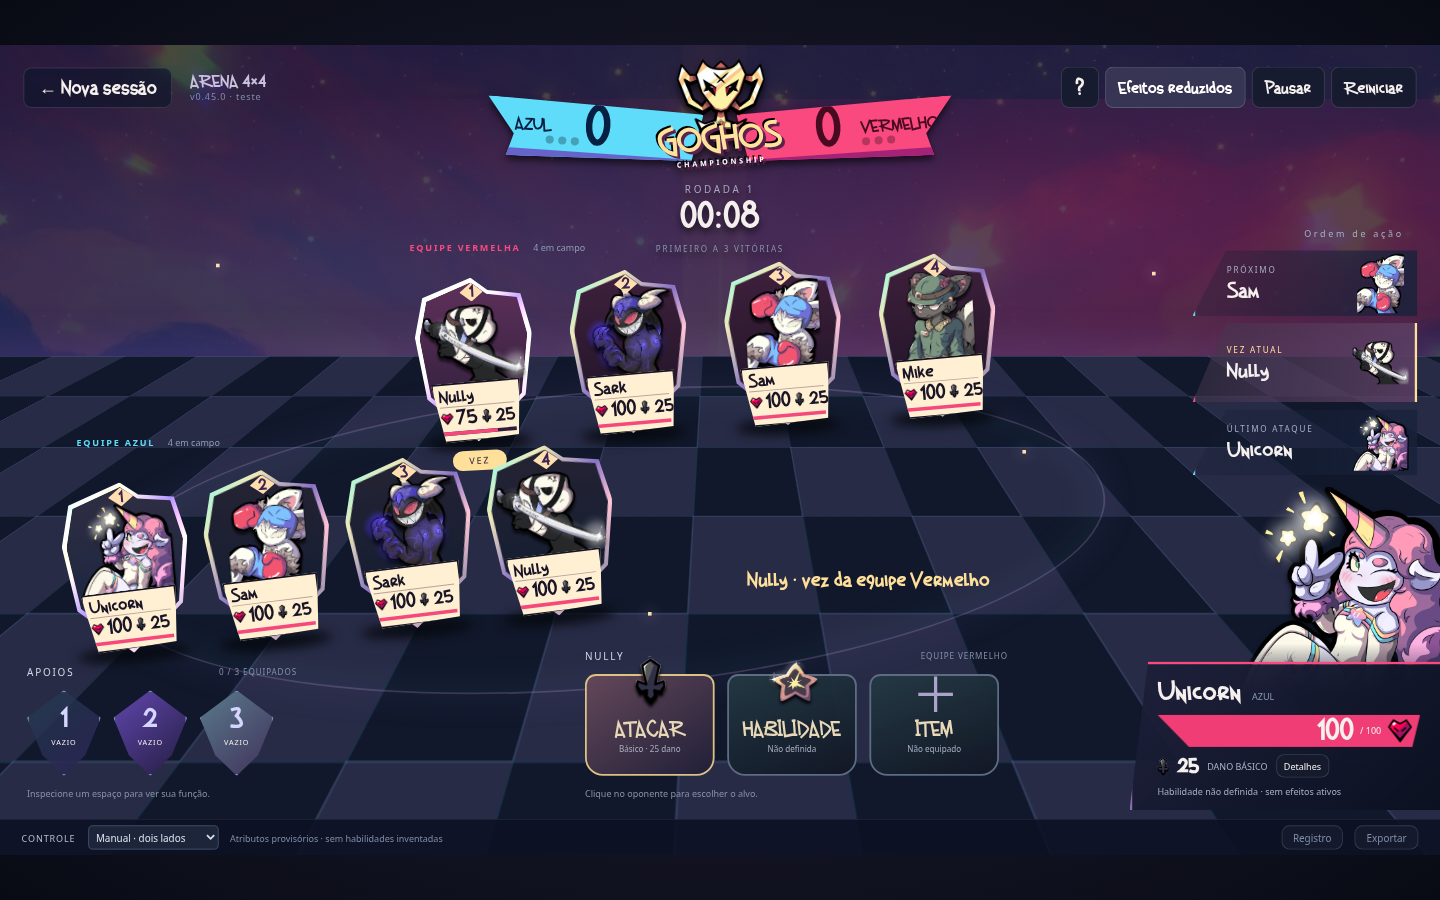 ← Nova sessão
ARENA 4×4
v0.45.0 · teste
AZUL 0
GOGHOS
CHAMPIONSHIP
0 VERMELHO
?
Efeitos reduzidos
Pausar
Reiniciar
RODADA 1
00:08
PRIMEIRO A 3 VITÓRIAS
EQUIPE VERMELHA 4 em campo
1
Nully
75 25
2
Sark
100 25
3
Sam
100 25
4
Mike
100 25
Ordem de ação
PRÓXIMO
Sam
VEZ ATUAL
Nully
ÚLTIMO ATAQUE
Unicorn
EQUIPE AZUL 4 em campo
VEZ
1
Unicorn
100 25
2
Sam
100 25
3
Sark
100 25
4
Nully
100 25
Nully · vez da equipe Vermelho
APOIOS 0 / 3 EQUIPADOS
1
VAZIO
2
VAZIO
3
VAZIO
Inspecione um espaço para ver sua função.
NULLY EQUIPE VERMELHO
ATACAR
Básico · 25 dano
HABILIDADE
Não definida
ITEM
Não equipado
Clique no oponente para escolher o alvo.
Unicorn AZUL
100 / 100
25 DANO BÁSICO Detalhes
Habilidade não definida · sem efeitos ativos
CONTROLE Manual · dois lados Atributos provisórios · sem habilidades inventadas
Registro
Exportar